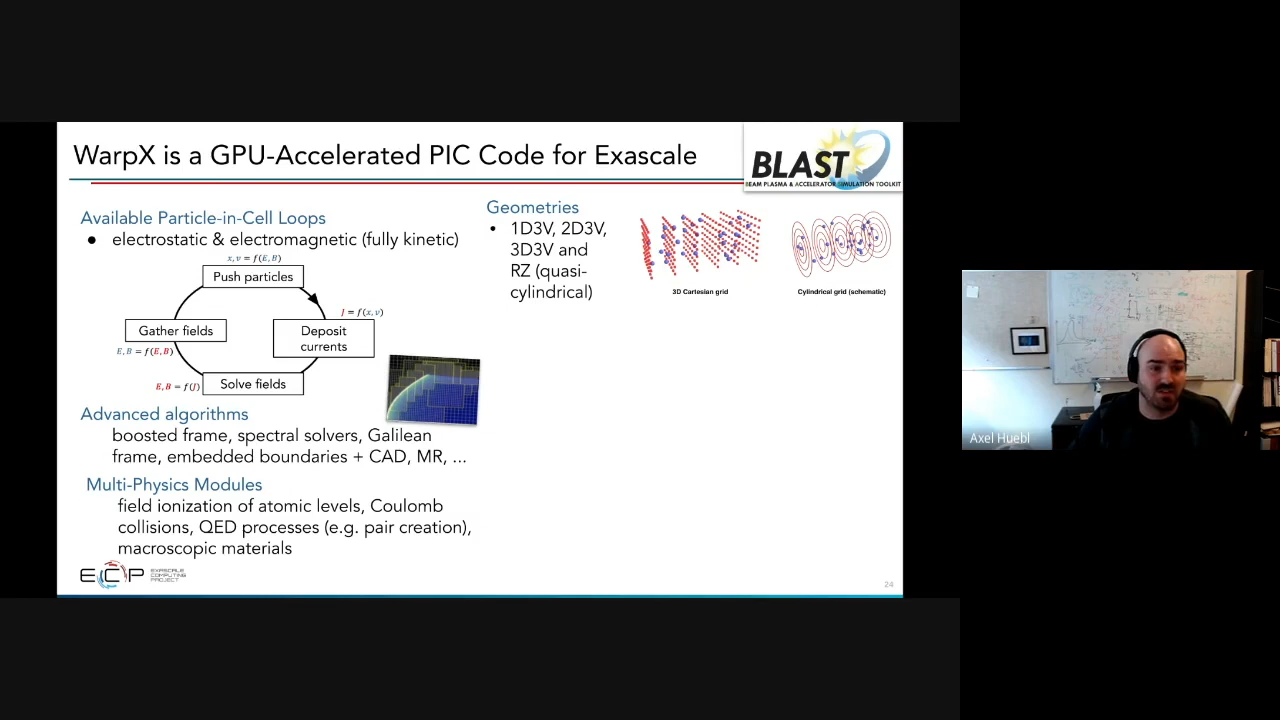 WarpX is a GPU-Accelerated PIC Code for Exascale
BLAST
BEAM PLASMA & ACCELERATOR SIMULATION TOOLKIT
Available Particle-in-Cell Loops
● electrostatic & electromagnetic (fully kinetic)
x, v = f(E, B)
Push particles
J = f(x, v)
Gather fields
Deposit
currents
E, B = f(E, B)
E, B = f(J)
Solve fields
Advanced algorithms
boosted frame, spectral solvers, Galilean
frame, embedded boundaries + CAD, MR, ...
Multi-Physics Modules
field ionization of atomic levels, Coulomb
collisions, QED processes (e.g. pair creation),
macroscopic materials
Geometries
• 1D3V, 2D3V,
3D3V and
RZ (quasi-
cylindrical)
3D Cartesian grid
Cylindrical grid (schematic)
ECP
EXASCALE
COMPUTING
PROJECT
24
Axel Huebl